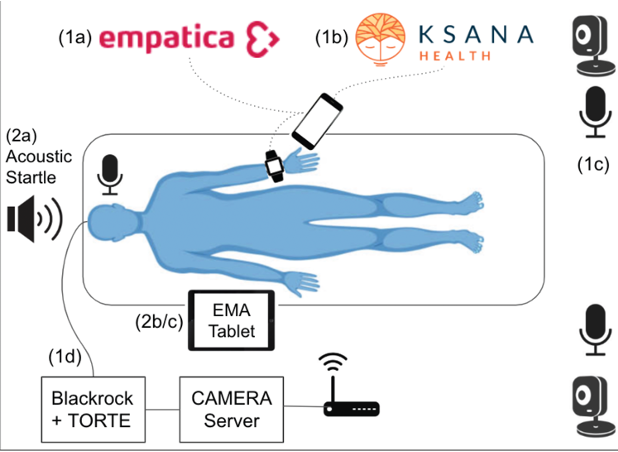 (1a) empatica
(1b) KSANA
HEALTH
(2a)
Acoustic
Startle
(1c)
(2b/c)
EMA
Tablet
(1d)
Blackrock
+ TORTE
CAMERA
Server